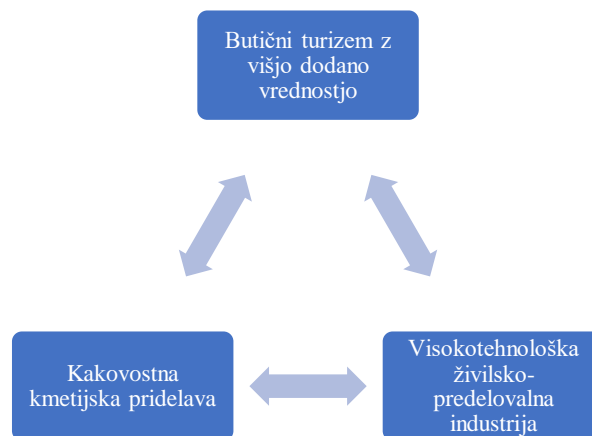 Butični turizem z
višjo dodano
vrednostjo
Kakovostna
kmetijska pridelava
Visokotehnološka
živilsko-
predelovalna
industrija